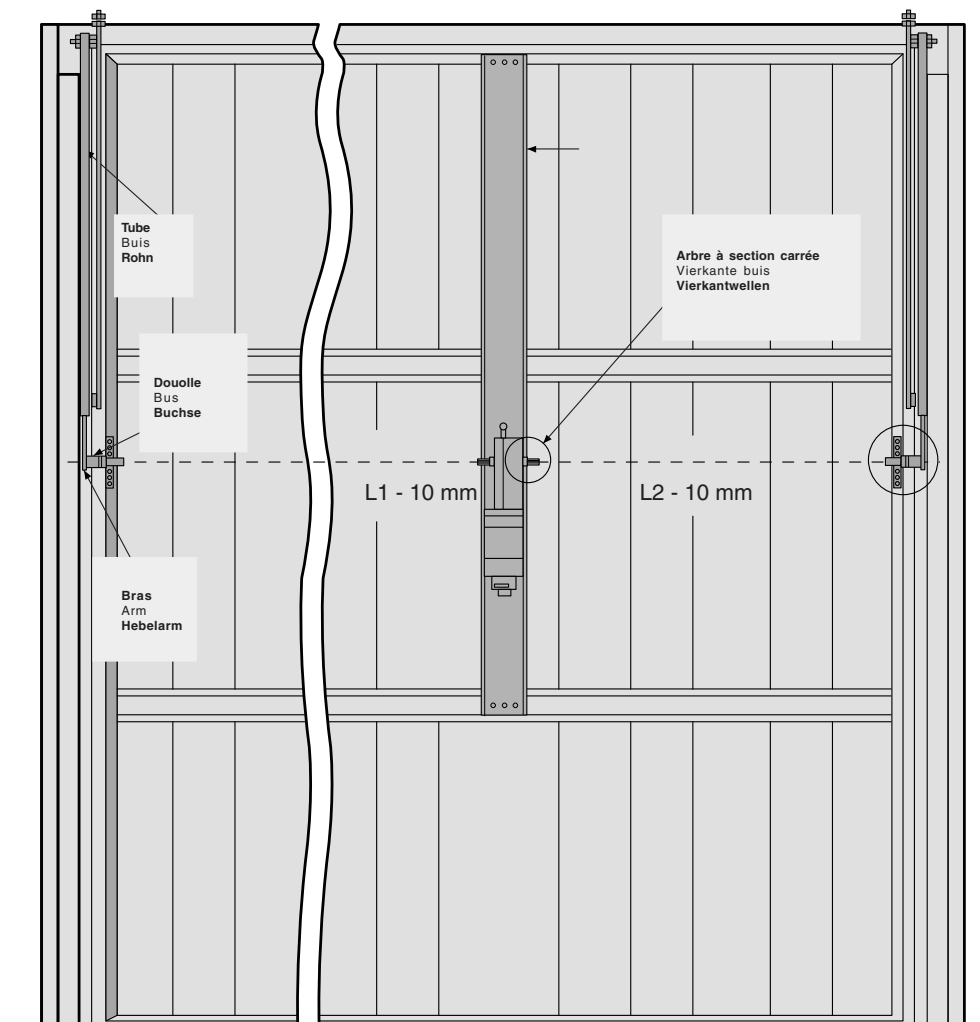 Tube
Buis
Rohn
Arbre à section carrée
Vierkante buis
Vierkantwellen
Douolle
Bus
Buchse
L1 - 10 mm
L2 - 10 mm
Bras
Arm
Hebelarm